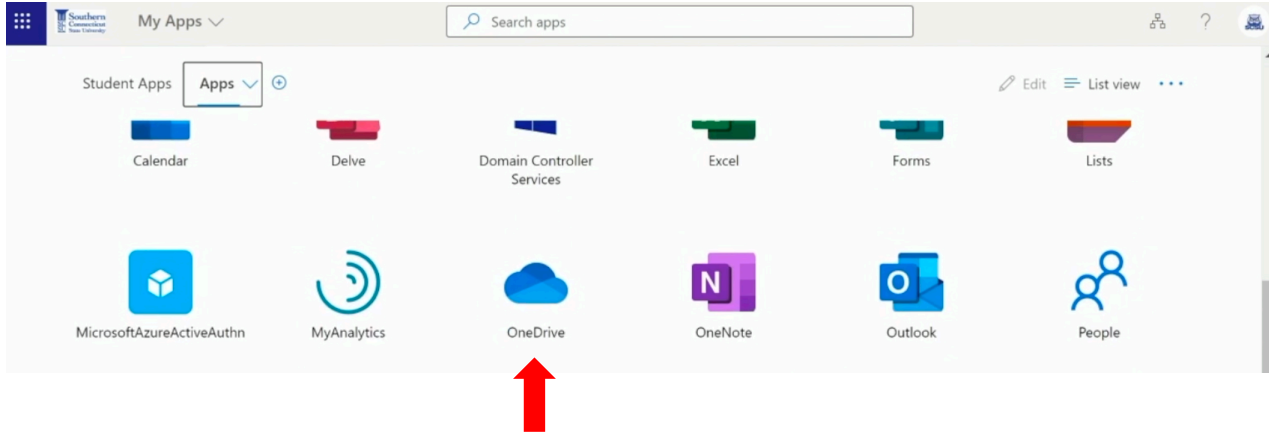 Southern
Connecticut
State University
My Apps
Search apps
?
Student Apps
Apps
Edit
List view
Calendar
Delve
Domain Controller
Services
Excel
Forms
Lists
N
O
MicrosoftAzureActiveAuthn
MyAnalytics
OneDrive
OneNote
Outlook
People